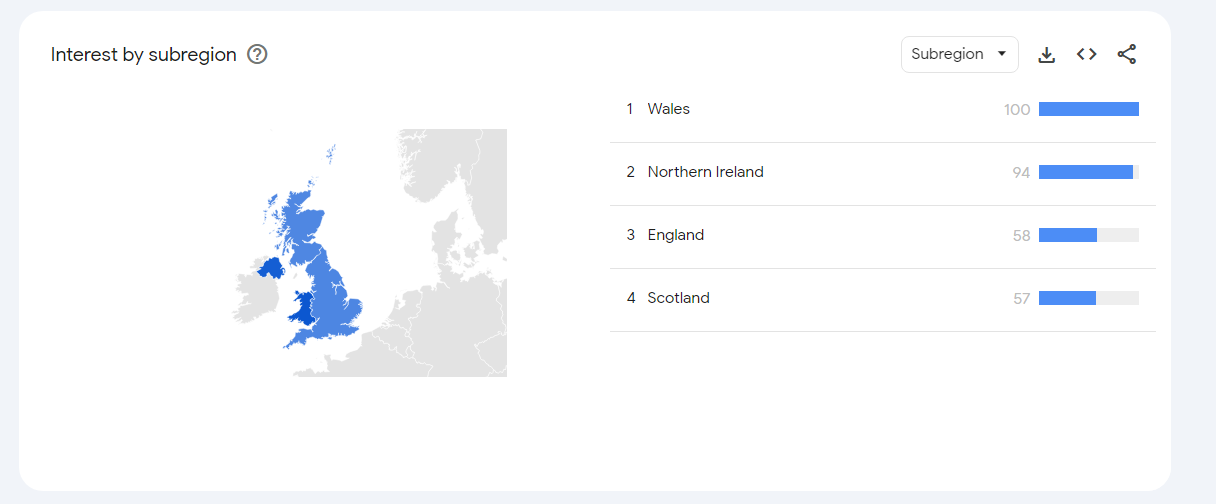 Interest by subregion
Subregion
1 Wales 100
2 Northern Ireland 94
3 England 58
4 Scotland 57